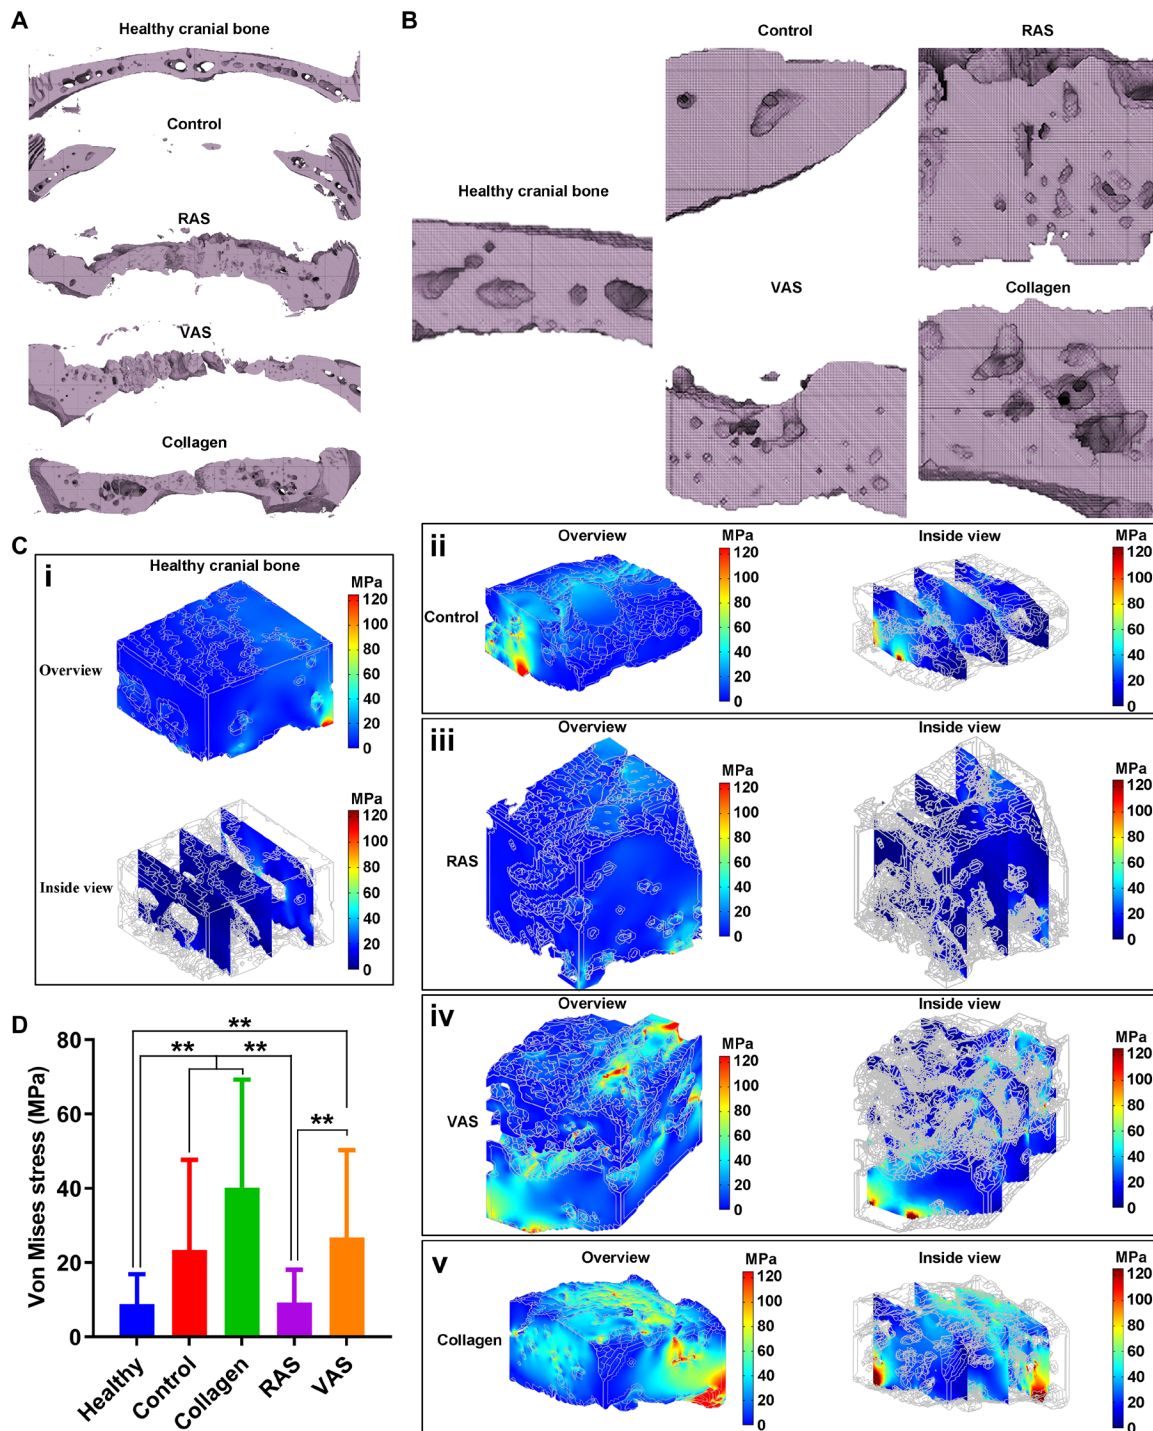 A
Healthy cranial bone
Control
RAS
VAS
Collagen
B
Healthy cranial bone
Control
RAS
VAS
Collagen
C
i
Healthy cranial bone
Overview
MPa
120
100
80
60
40
20
0
Inside view
MPa
120
100
80
60
40
20
0
ii
Overview
Inside view
Control
MPa
120
100
80
60
40
20
0
MPa
120
100
80
60
40
20
0
iii
Overview
Inside view
RAS
MPa
120
100
80
60
40
20
0
MPa
120
100
80
60
40
20
0
iv
Overview
Inside view
VAS
MPa
120
100
80
60
40
20
0
MPa
120
100
80
60
40
20
0
v
Overview
Inside view
Collagen
MPa
120
100
80
60
40
20
0
MPa
120
100
80
60
40
20
0
D
Von Mises stress (MPa)
80
60
40
20
0
**
**
**
**
Healthy
Control
Collagen
RAS
VAS